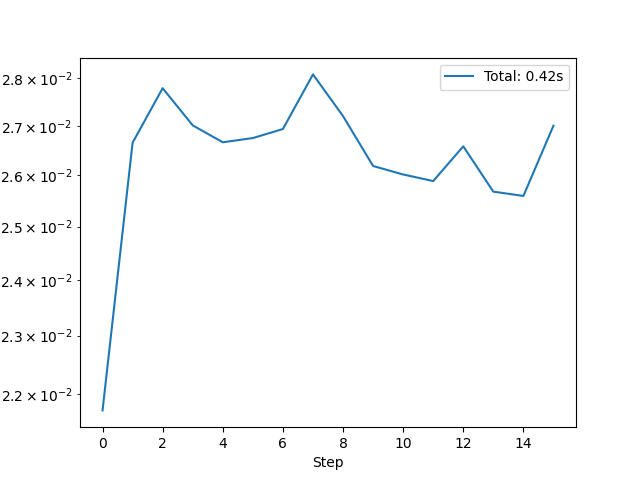 Total: 0.42s
2.8 × 10⁻²
2.7 × 10⁻²
2.6 × 10⁻²
2.5 × 10⁻²
2.4 × 10⁻²
2.3 × 10⁻²
2.2 × 10⁻²
0 2 4 6 8 10 12 14
Step